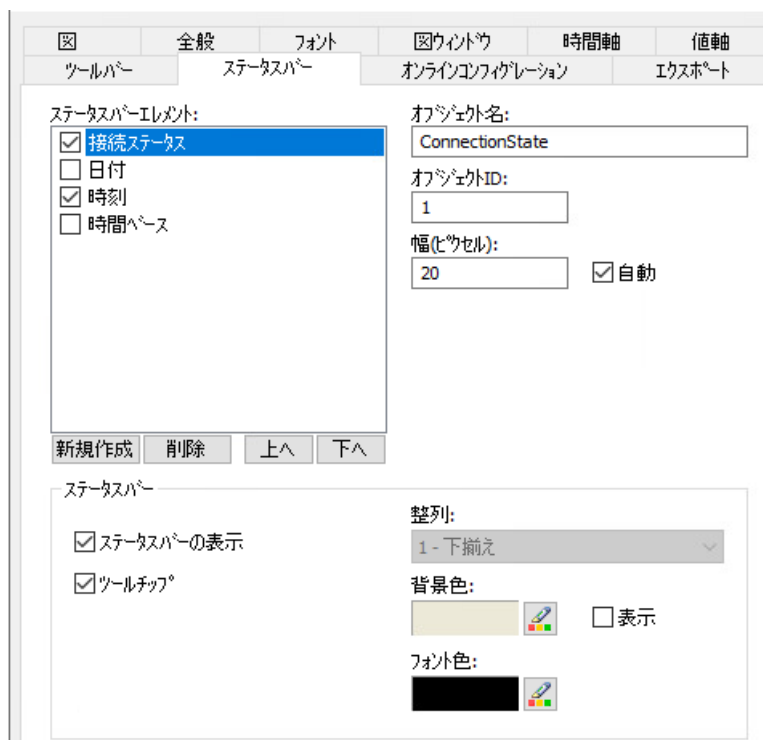 図 全般 フォント 図ウィンドウ 時間軸 値軸
ツールバー ステータスバー オンラインコンフィグレーション エクスポート
ステータスバーエレメント:
接続ステータス
日付
時刻
時間ベース
新規作成 削除 上へ 下へ
オブジェクト名:
ConnectionState
オブジェクトID:
1
幅(ピクセル):
20 自動
ステータスバー
ステータスバーの表示
ツールチップ
整列:
1 - 下揃え
背景色:
表示
フォント色: